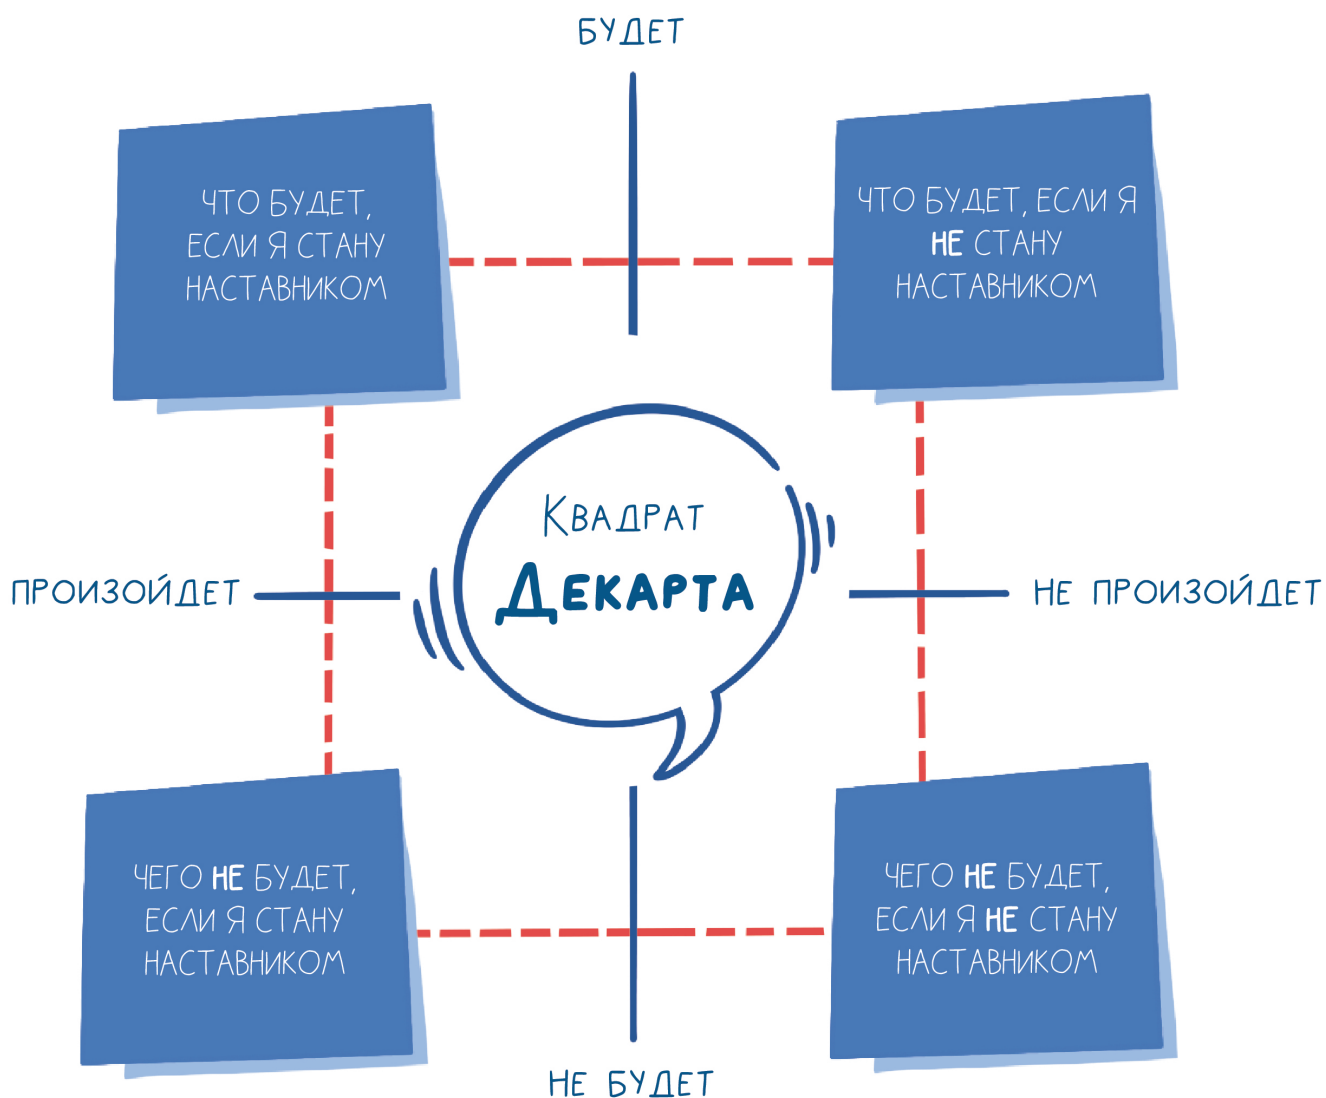 БУДЕТ
ЧТО БУДЕТ,
ЕСЛИ Я СТАНУ
НАСТАВНИКОМ
ЧТО БУДЕТ, ЕСЛИ Я
НЕ СТАНУ
НАСТАВНИКОМ
КВАДРАТ
ДЕКАРТА
ПРОИЗОЙДЕТ
НЕ ПРОИЗОЙДЕТ
ЧЕГО НЕ БУДЕТ,
ЕСЛИ Я СТАНУ
НАСТАВНИКОМ
ЧЕГО НЕ БУДЕТ,
ЕСЛИ Я НЕ СТАНУ
НАСТАВНИКОМ
НЕ БУДЕТ